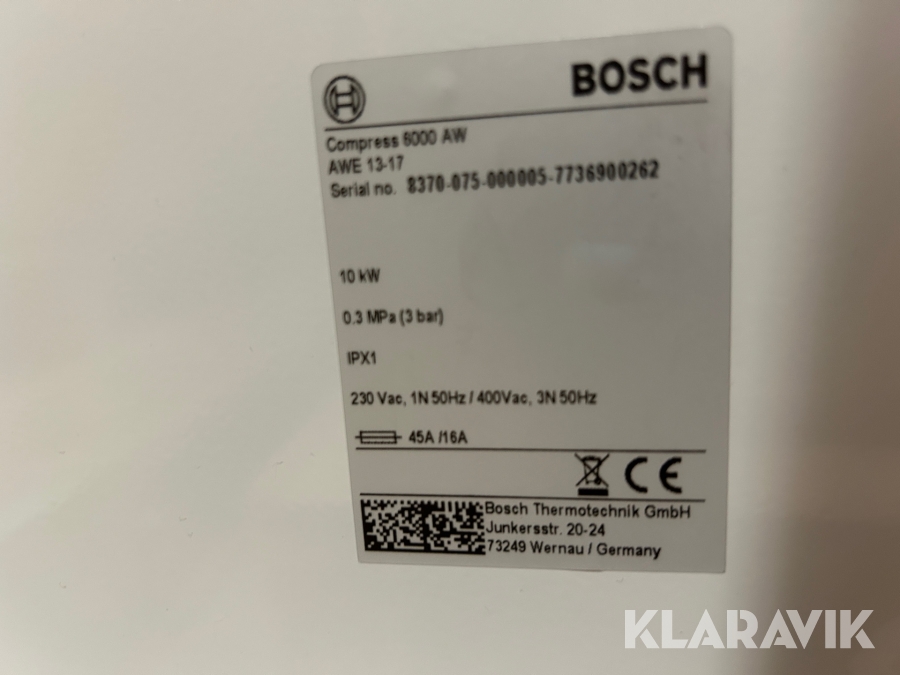 BOSCH
Compress 6000 AW
AWE 13-17
Serial no. 8370-075-000005-7736900262
10 kW
0.3 MPa (3 bar)
IPX1
230 Vac, 1N 50Hz / 400Vac, 3N 50Hz
45A /16A
CE
Bosch Thermotechnik GmbH
Junkersstr. 20-24
73249 Wernau / Germany
KLARAVIK